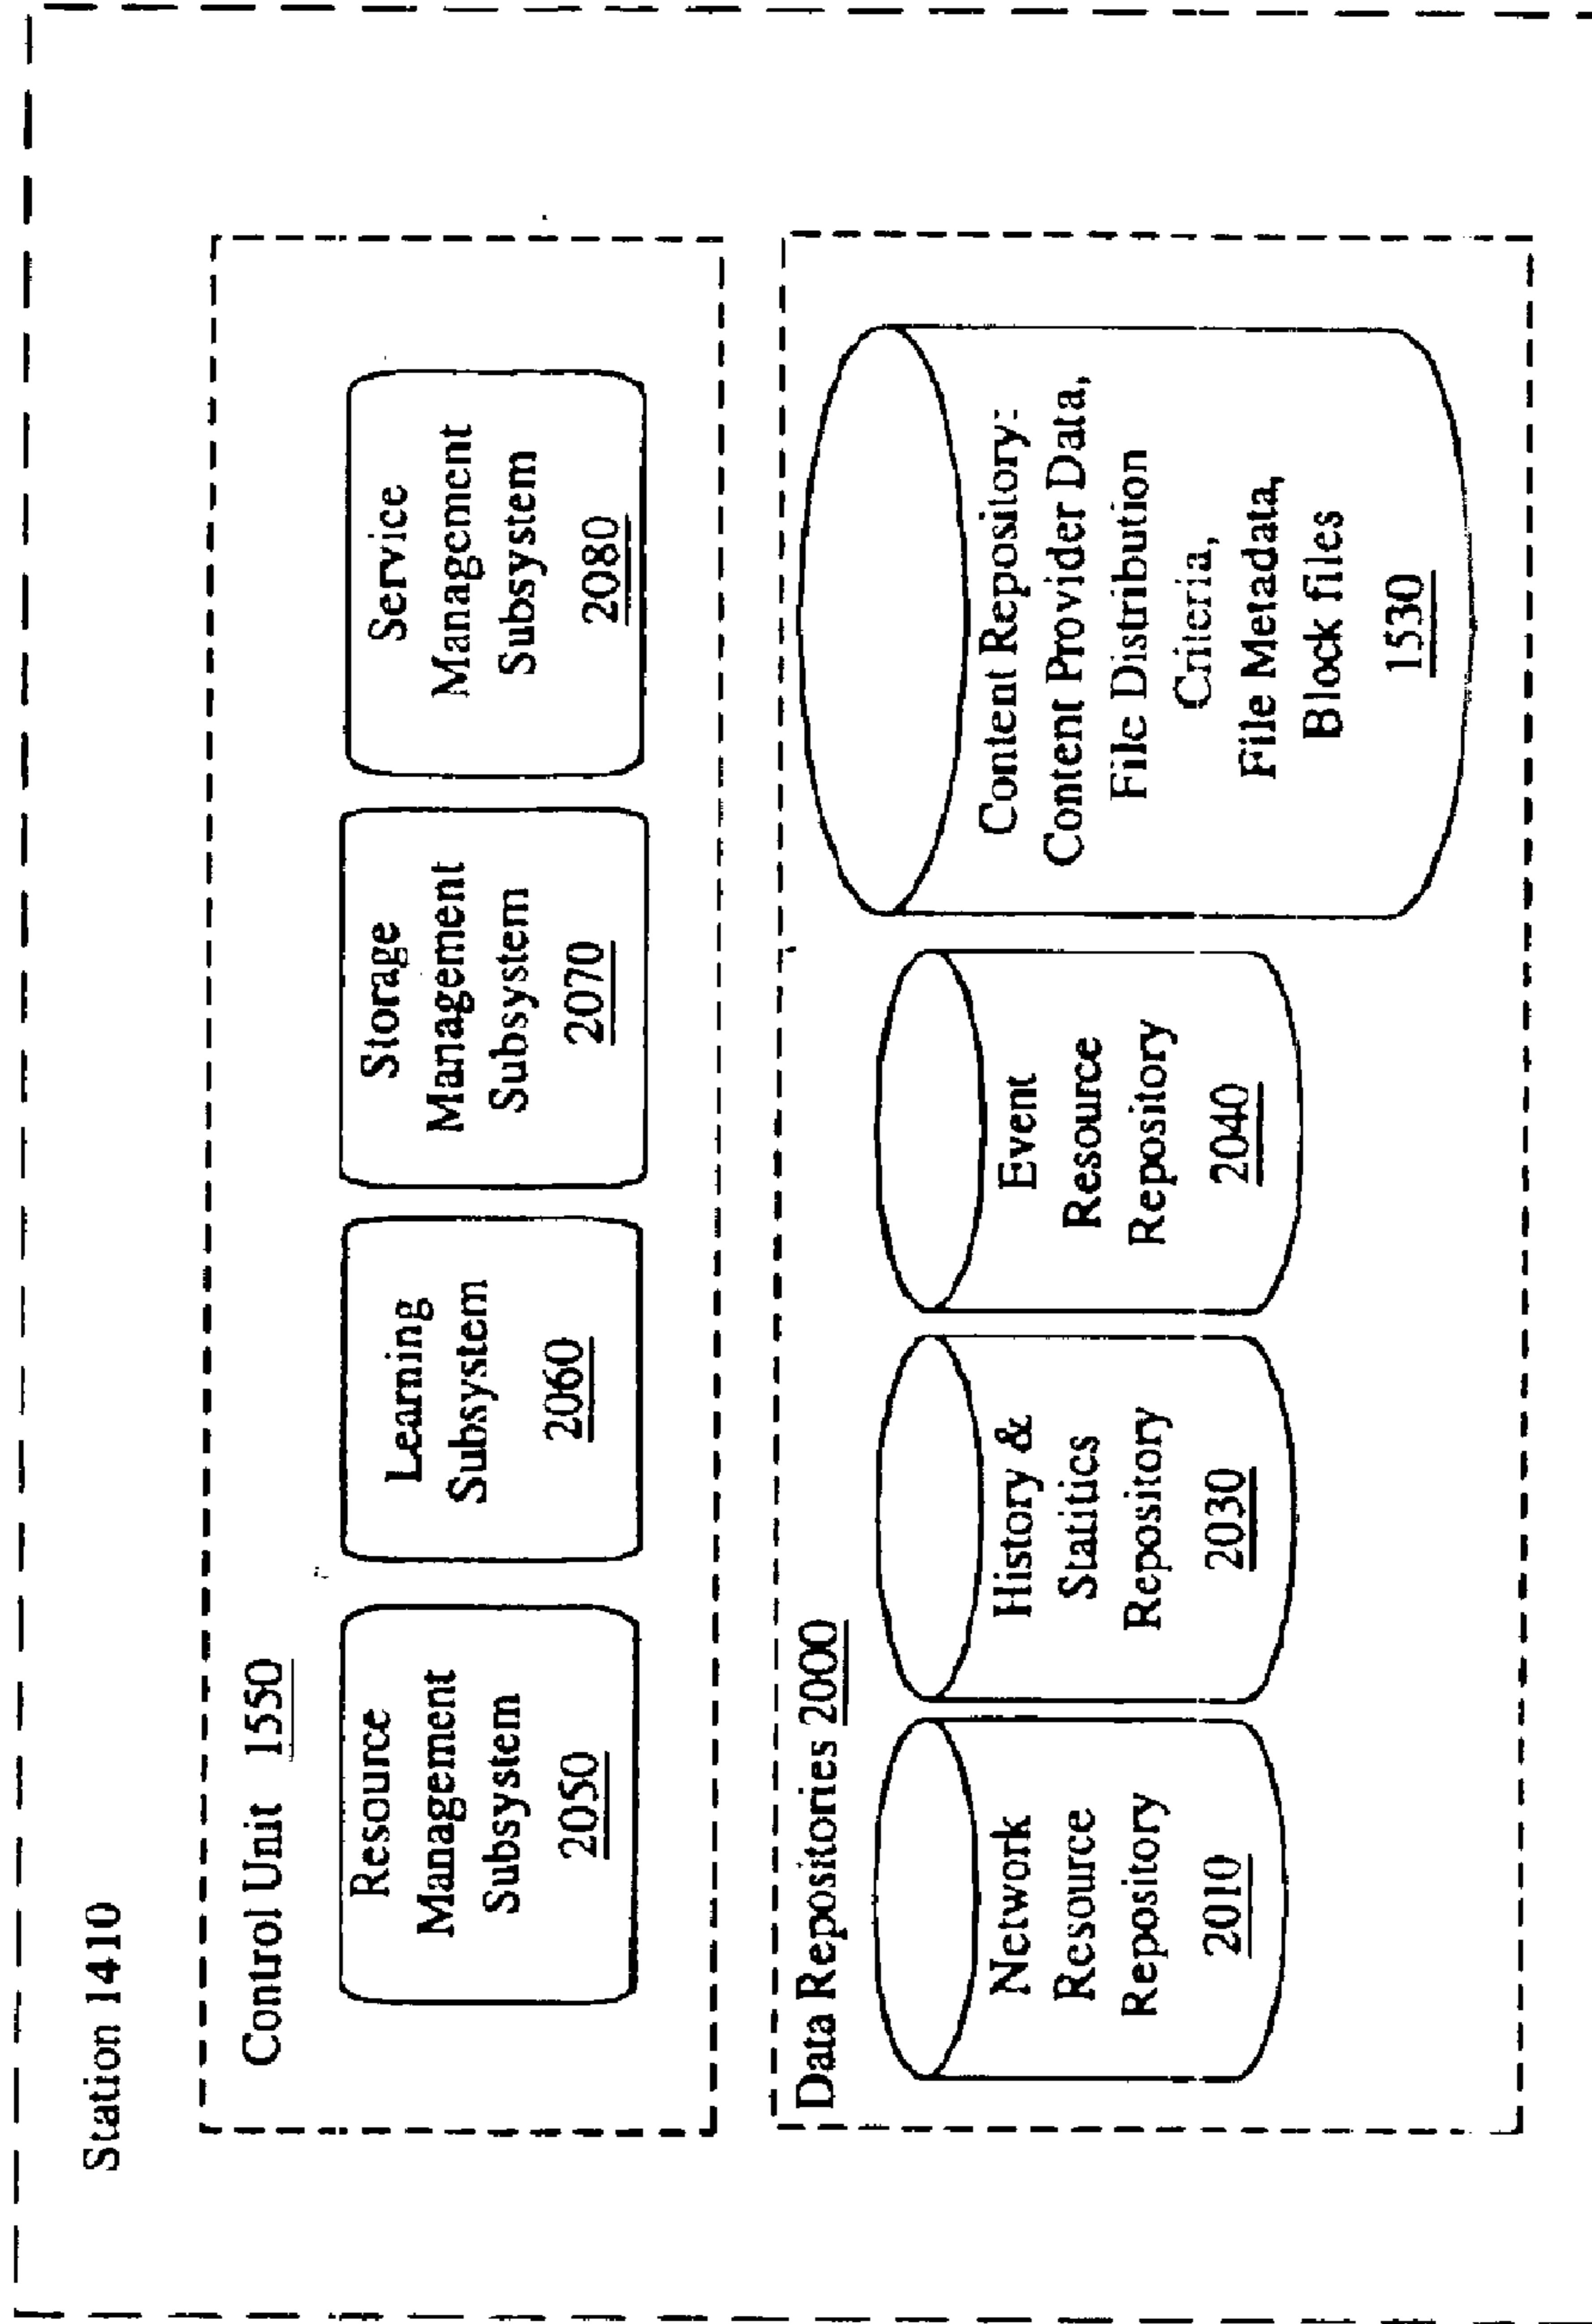 Station 1410
Control Unit 1550
Resource
Management
Subsystem
2050
Learning
Subsystem
2060
Storage
Management
Subsystem
2070
Service
Management
Subsystem
2080
Data Repositories 2000
Network
Resource
Repository
2010
History &
Statitics
Repository
2030
Event
Resource
Repository
2040
Content Repository:
Content Provider Data,
File Distribution
Criteria,
File Metadata,
Block files
1530